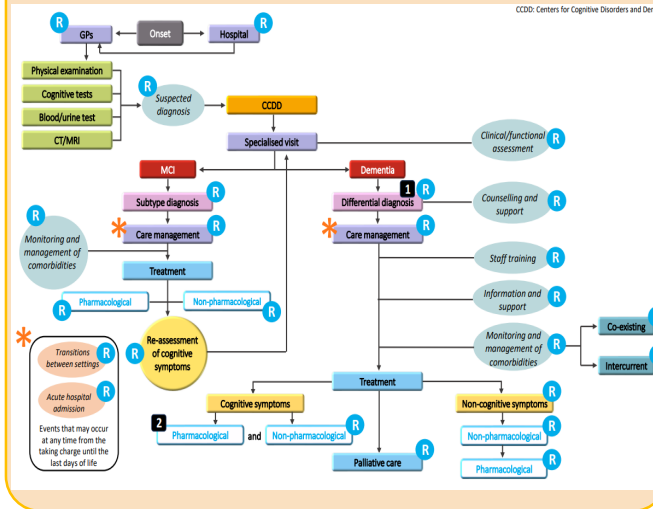 CCDD: Centers for Cognitive Disorders and De
R
GPs
Onset
Hospital
R
Physical examination
Cognitive tests
Blood/urine test
CT/MRI
R
Suspected
diagnosis
CCDD
Specialised visit
Clinical/functional
assessment
R
MCI
Dementia
Subtype diagnosis
R
1
Differential diagnosis
R
Counselling and
support
R
* Care management
R
* Care management
R
R
Monitoring and
management of
comorbidities
Staff training
R
Treatment
Pharmacological
R
Non-pharmacological
R
Information and
support
R
*
Transitions
between settings
R
Acute hospital
admission
R
Events that may occur
at any time from the
taking charge until the
last days of life
R
Re-assessment
of cognitive
symptoms
Monitoring and
management of
comorbidities
R
Co-existing
Intercurrent
Treatment
Cognitive symptoms
Non-cognitive symptoms
2
Pharmacological
and
Non-pharmacological
R
Non-pharmacological
R
Palliative care
R
Pharmacological
R